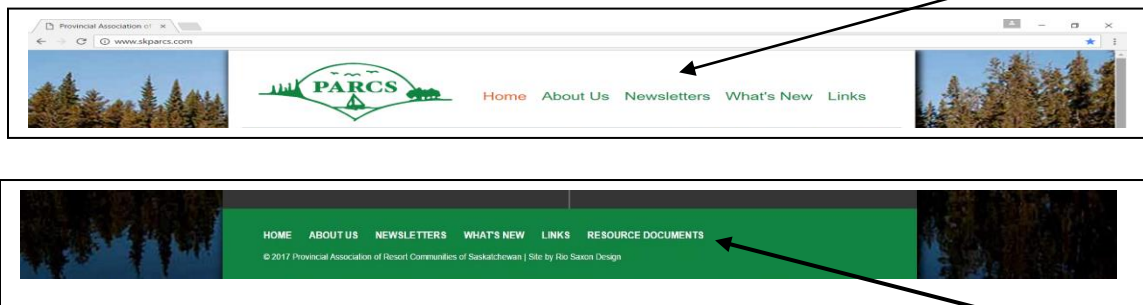 Provincial Association of
www.skparcs.com
PARCS
Home About Us Newsletters What's New Links
HOME ABOUT US NEWSLETTERS WHAT'S NEW LINKS RESOURCE DOCUMENTS
© 2017 Provincial Association of Resort Communities of Saskatchewan | Site by Rio Saxon Design